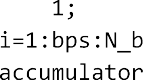 1;
i=1:bps:N_b
accumulator